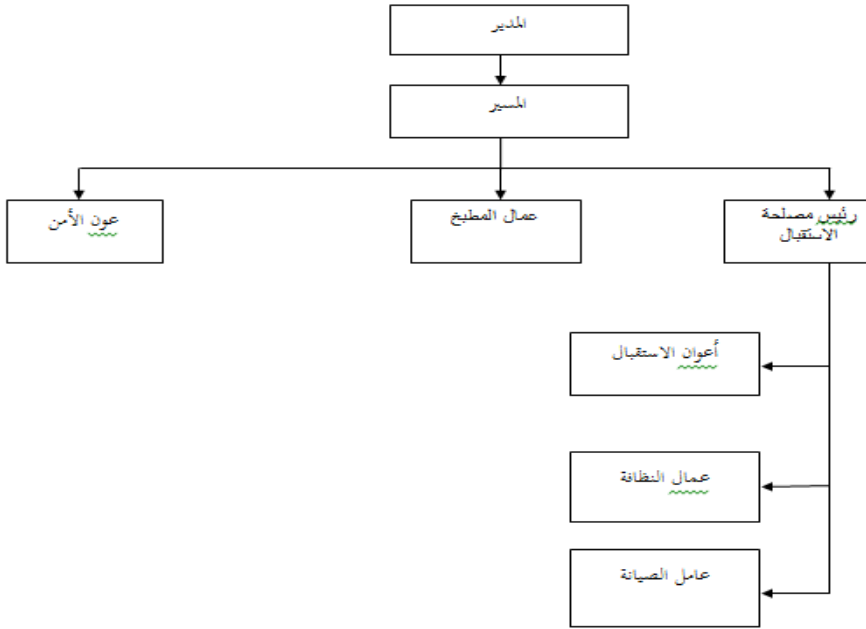 المدير
المسير
رئيس مصلحة
الاستقبال
عمال المطبخ
عون الأمن
أعوان الاستقبال
عمال النظافة
عامل الصيانة